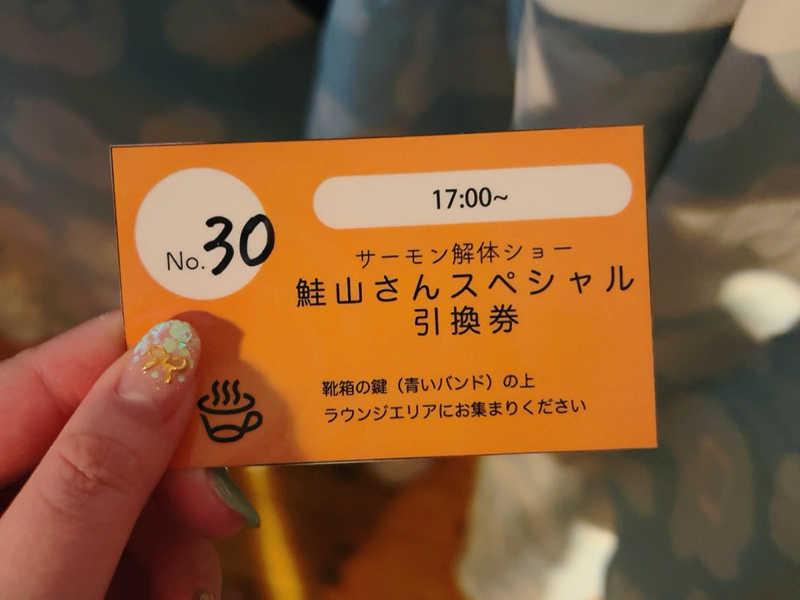 No.30
17:00~
サーモン解体ショー
鮭山さんスペシャル
引換券
靴箱の鍵（青いバンド）の上
ラウンジエリアにお集まりください